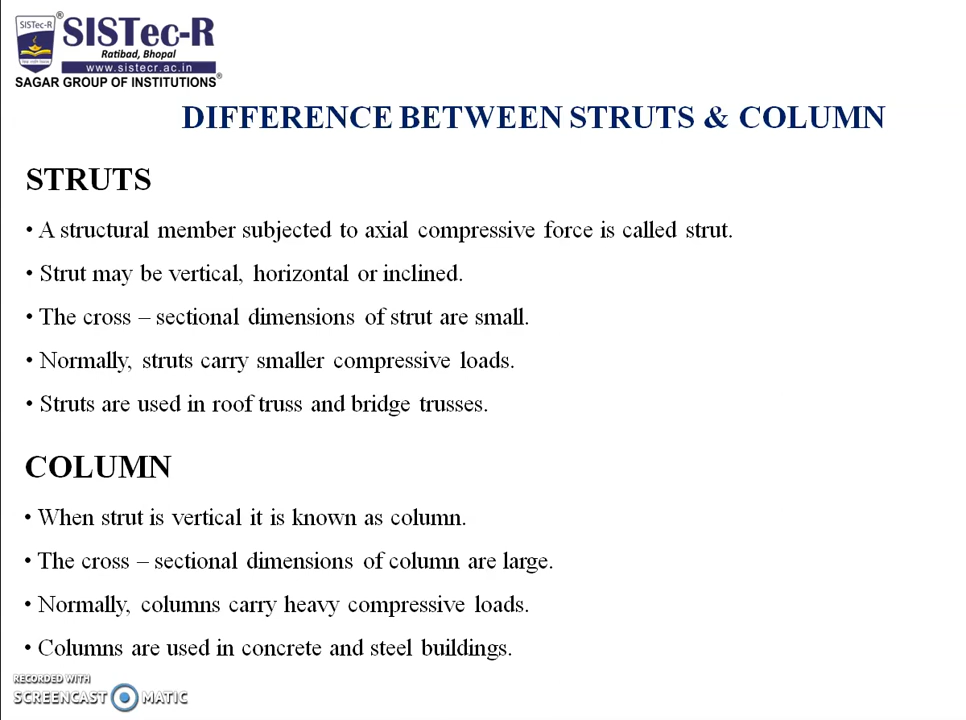 SISTec-R
SISTec-R
Ratibad, Bhopal
www.sistecr.ac.in
SAGAR GROUP OF INSTITUTIONS®
DIFFERENCE BETWEEN STRUTS & COLUMN
STRUTS
• A structural member subjected to axial compressive force is called strut.
• Strut may be vertical, horizontal or inclined.
• The cross – sectional dimensions of strut are small.
• Normally, struts carry smaller compressive loads.
• Struts are used in roof truss and bridge trusses.
COLUMN
• When strut is vertical it is known as column.
• The cross – sectional dimensions of column are large.
• Normally, columns carry heavy compressive loads.
• Columns are used in concrete and steel buildings.
RECORDED WITH
SCREENCAST MATIC